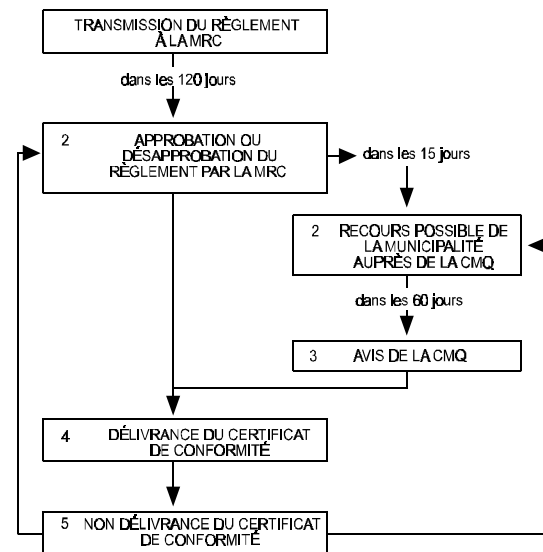 TRANSMISSION DU RÈGLEMENT
À LA MRC
dans les 120 jours
2 APPROBATION OU
DÉSAPPROBATION DU
RÈGLEMENT PAR LA MRC
dans les 15 jours
2 RECOURS POSSIBLE DE
LA MUNICIPALITÉ
AUPRÈS DE LA CMQ
dans les 60 jours
3 AVIS DE LA CMQ
4 DÉLIVRANCE DU CERTIFICAT
DE CONFORMITÉ
5 NON DÉLIVRANCE DU CERTIFICAT
DE CONFORMITÉ